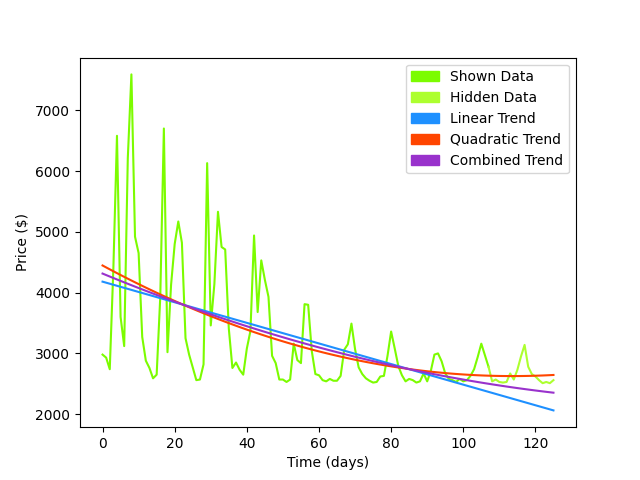 Shown Data
Hidden Data
Linear Trend
Quadratic Trend
Combined Trend
Price ($)
7000
6000
5000
4000
3000
2000
0 20 40 60 80 100 120
Time (days)